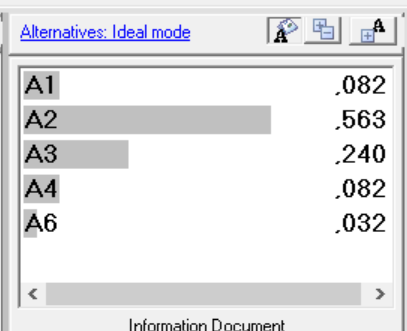 Alternatives: Ideal mode
A1 ,082
A2 ,563
A3 ,240
A4 ,082
A6 ,032
Information Document